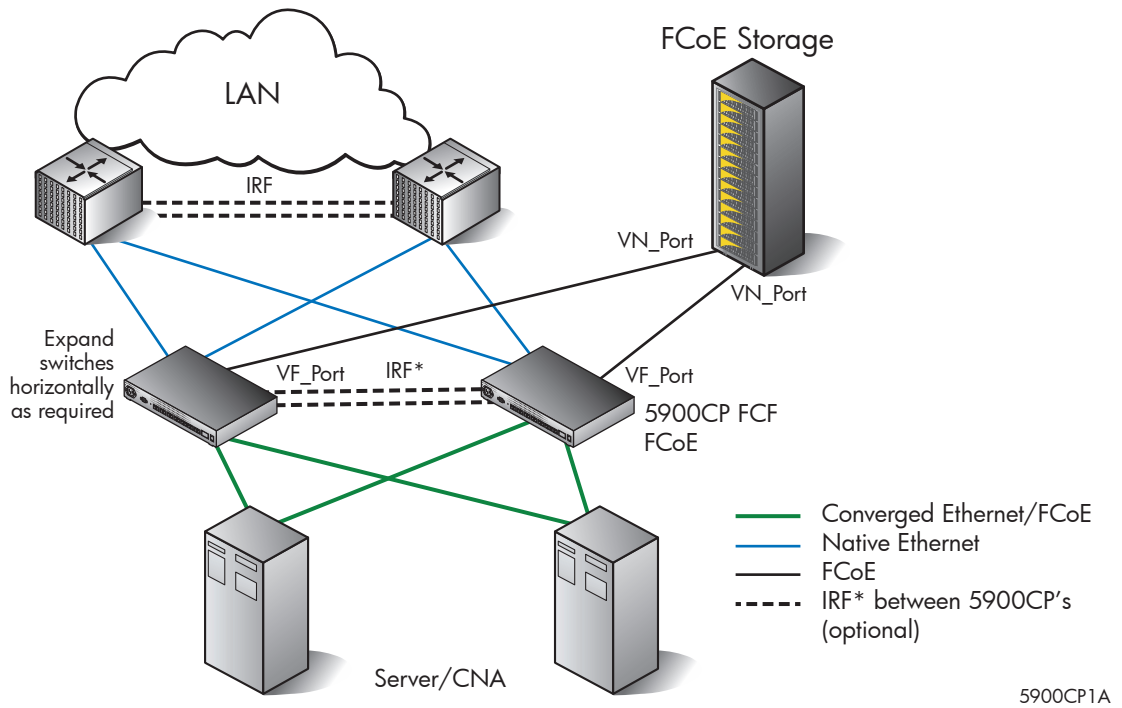 FCoE Storage
LAN
IRF
VN_Port
VN_Port
Expand
switches
horizontally
as required
VF_Port
IRF*
VF_Port
5900CP FCF
FCoE
Converged Ethernet/FCoE
Native Ethernet
FCoE
IRF* between 5900CP's
(optional)
Server/CNA
5900CP1A